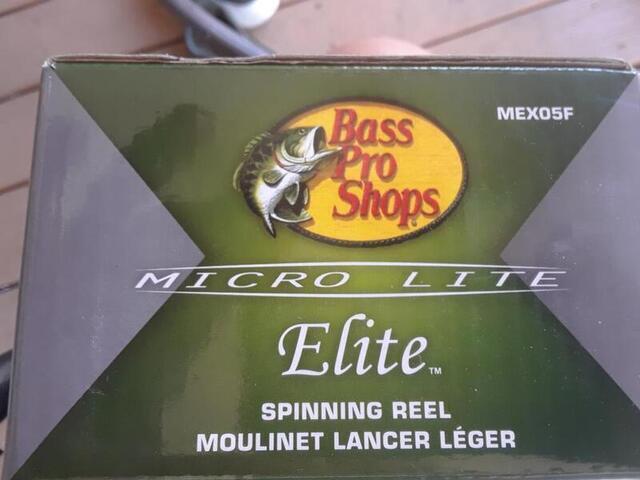 MEX05F
Bass
Pro
Shops
MICRO LITE
Elite™
SPINNING REEL
MOULINET LANCER LÉGER